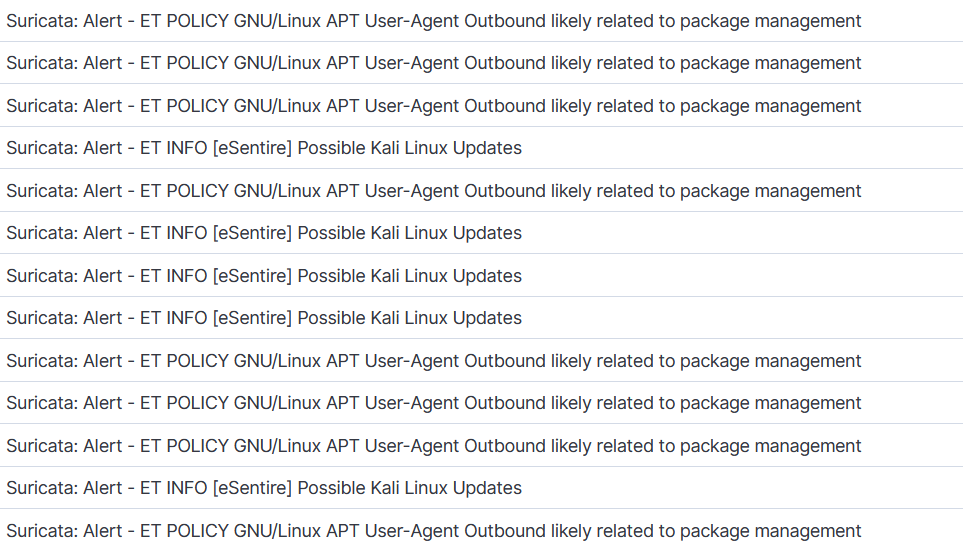 Suricata: Alert - ET POLICY GNU/Linux APT User-Agent Outbound likely related to package management
Suricata: Alert - ET POLICY GNU/Linux APT User-Agent Outbound likely related to package management
Suricata: Alert - ET POLICY GNU/Linux APT User-Agent Outbound likely related to package management
Suricata: Alert - ET INFO [eSentire] Possible Kali Linux Updates
Suricata: Alert - ET POLICY GNU/Linux APT User-Agent Outbound likely related to package management
Suricata: Alert - ET INFO [eSentire] Possible Kali Linux Updates
Suricata: Alert - ET INFO [eSentire] Possible Kali Linux Updates
Suricata: Alert - ET INFO [eSentire] Possible Kali Linux Updates
Suricata: Alert - ET POLICY GNU/Linux APT User-Agent Outbound likely related to package management
Suricata: Alert - ET POLICY GNU/Linux APT User-Agent Outbound likely related to package management
Suricata: Alert - ET POLICY GNU/Linux APT User-Agent Outbound likely related to package management
Suricata: Alert - ET INFO [eSentire] Possible Kali Linux Updates
Suricata: Alert - ET POLICY GNU/Linux APT User-Agent Outbound likely related to package management